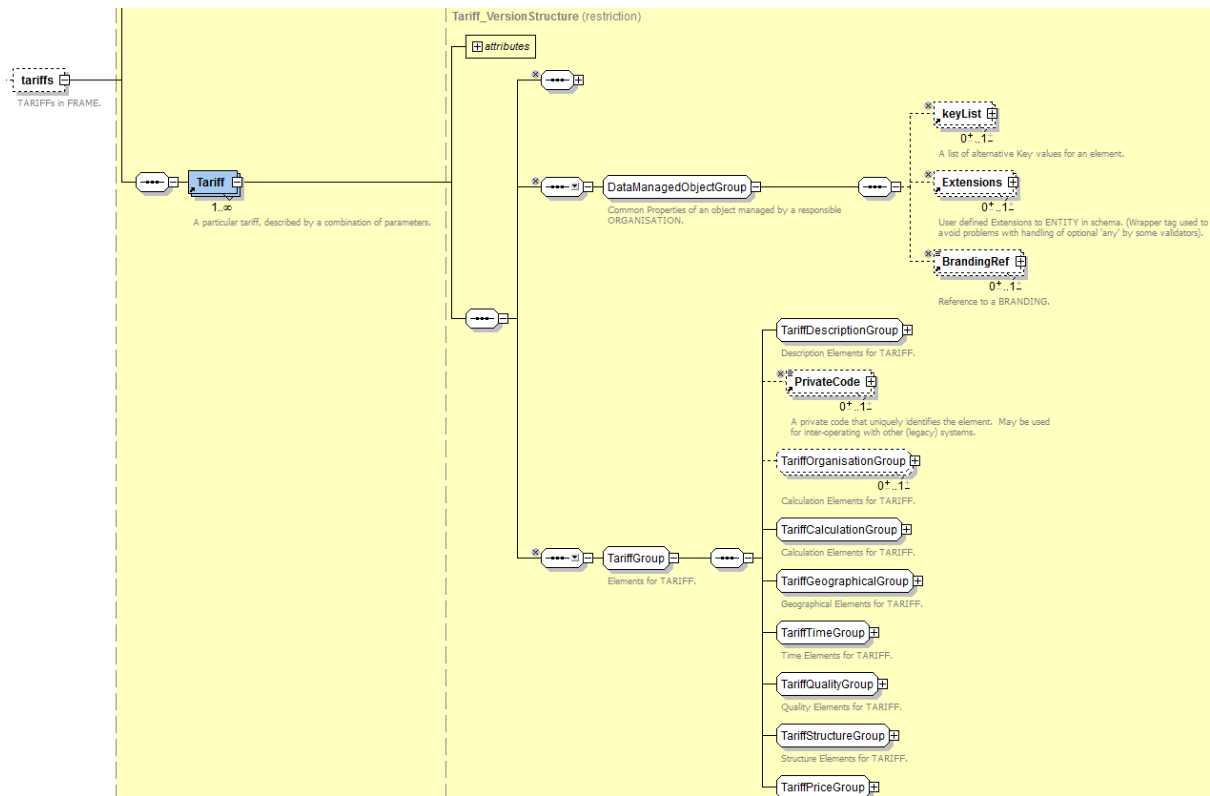 Tariff_VersionStructure (restriction)
attributes
tariffs
TARIFFs in FRAME.
keyList
0..1
A list of alternative Key values for an element.
Tariff
1..∞
A particular tariff, described by a combination of parameters.
DataManagedObjectGroup
Common Properties of an object managed by a responsible
ORGANISATION.
Extensions
0..1
User defined Extensions to ENTITY in schema. (Wrapper tag used to
avoid problems with handling of optional 'any' by some validators).
BrandingRef
0..1
Reference to a BRANDING.
TariffDescriptionGroup
Description Elements for TARIFF.
PrivateCode
0..1
A private code that uniquely identifies the element. May be used
for inter-operating with other (legacy) systems.
TariffOrganisationGroup
0..1
Calculation Elements for TARIFF.
TariffCalculationGroup
Calculation Elements for TARIFF.
TariffGroup
Elements for TARIFF.
TariffGeographicalGroup
Geographical Elements for TARIFF.
TariffTimeGroup
Time Elements for TARIFF.
TariffQualityGroup
Quality Elements for TARIFF.
TariffStructureGroup
Structure Elements for TARIFF.
TariffPriceGroup